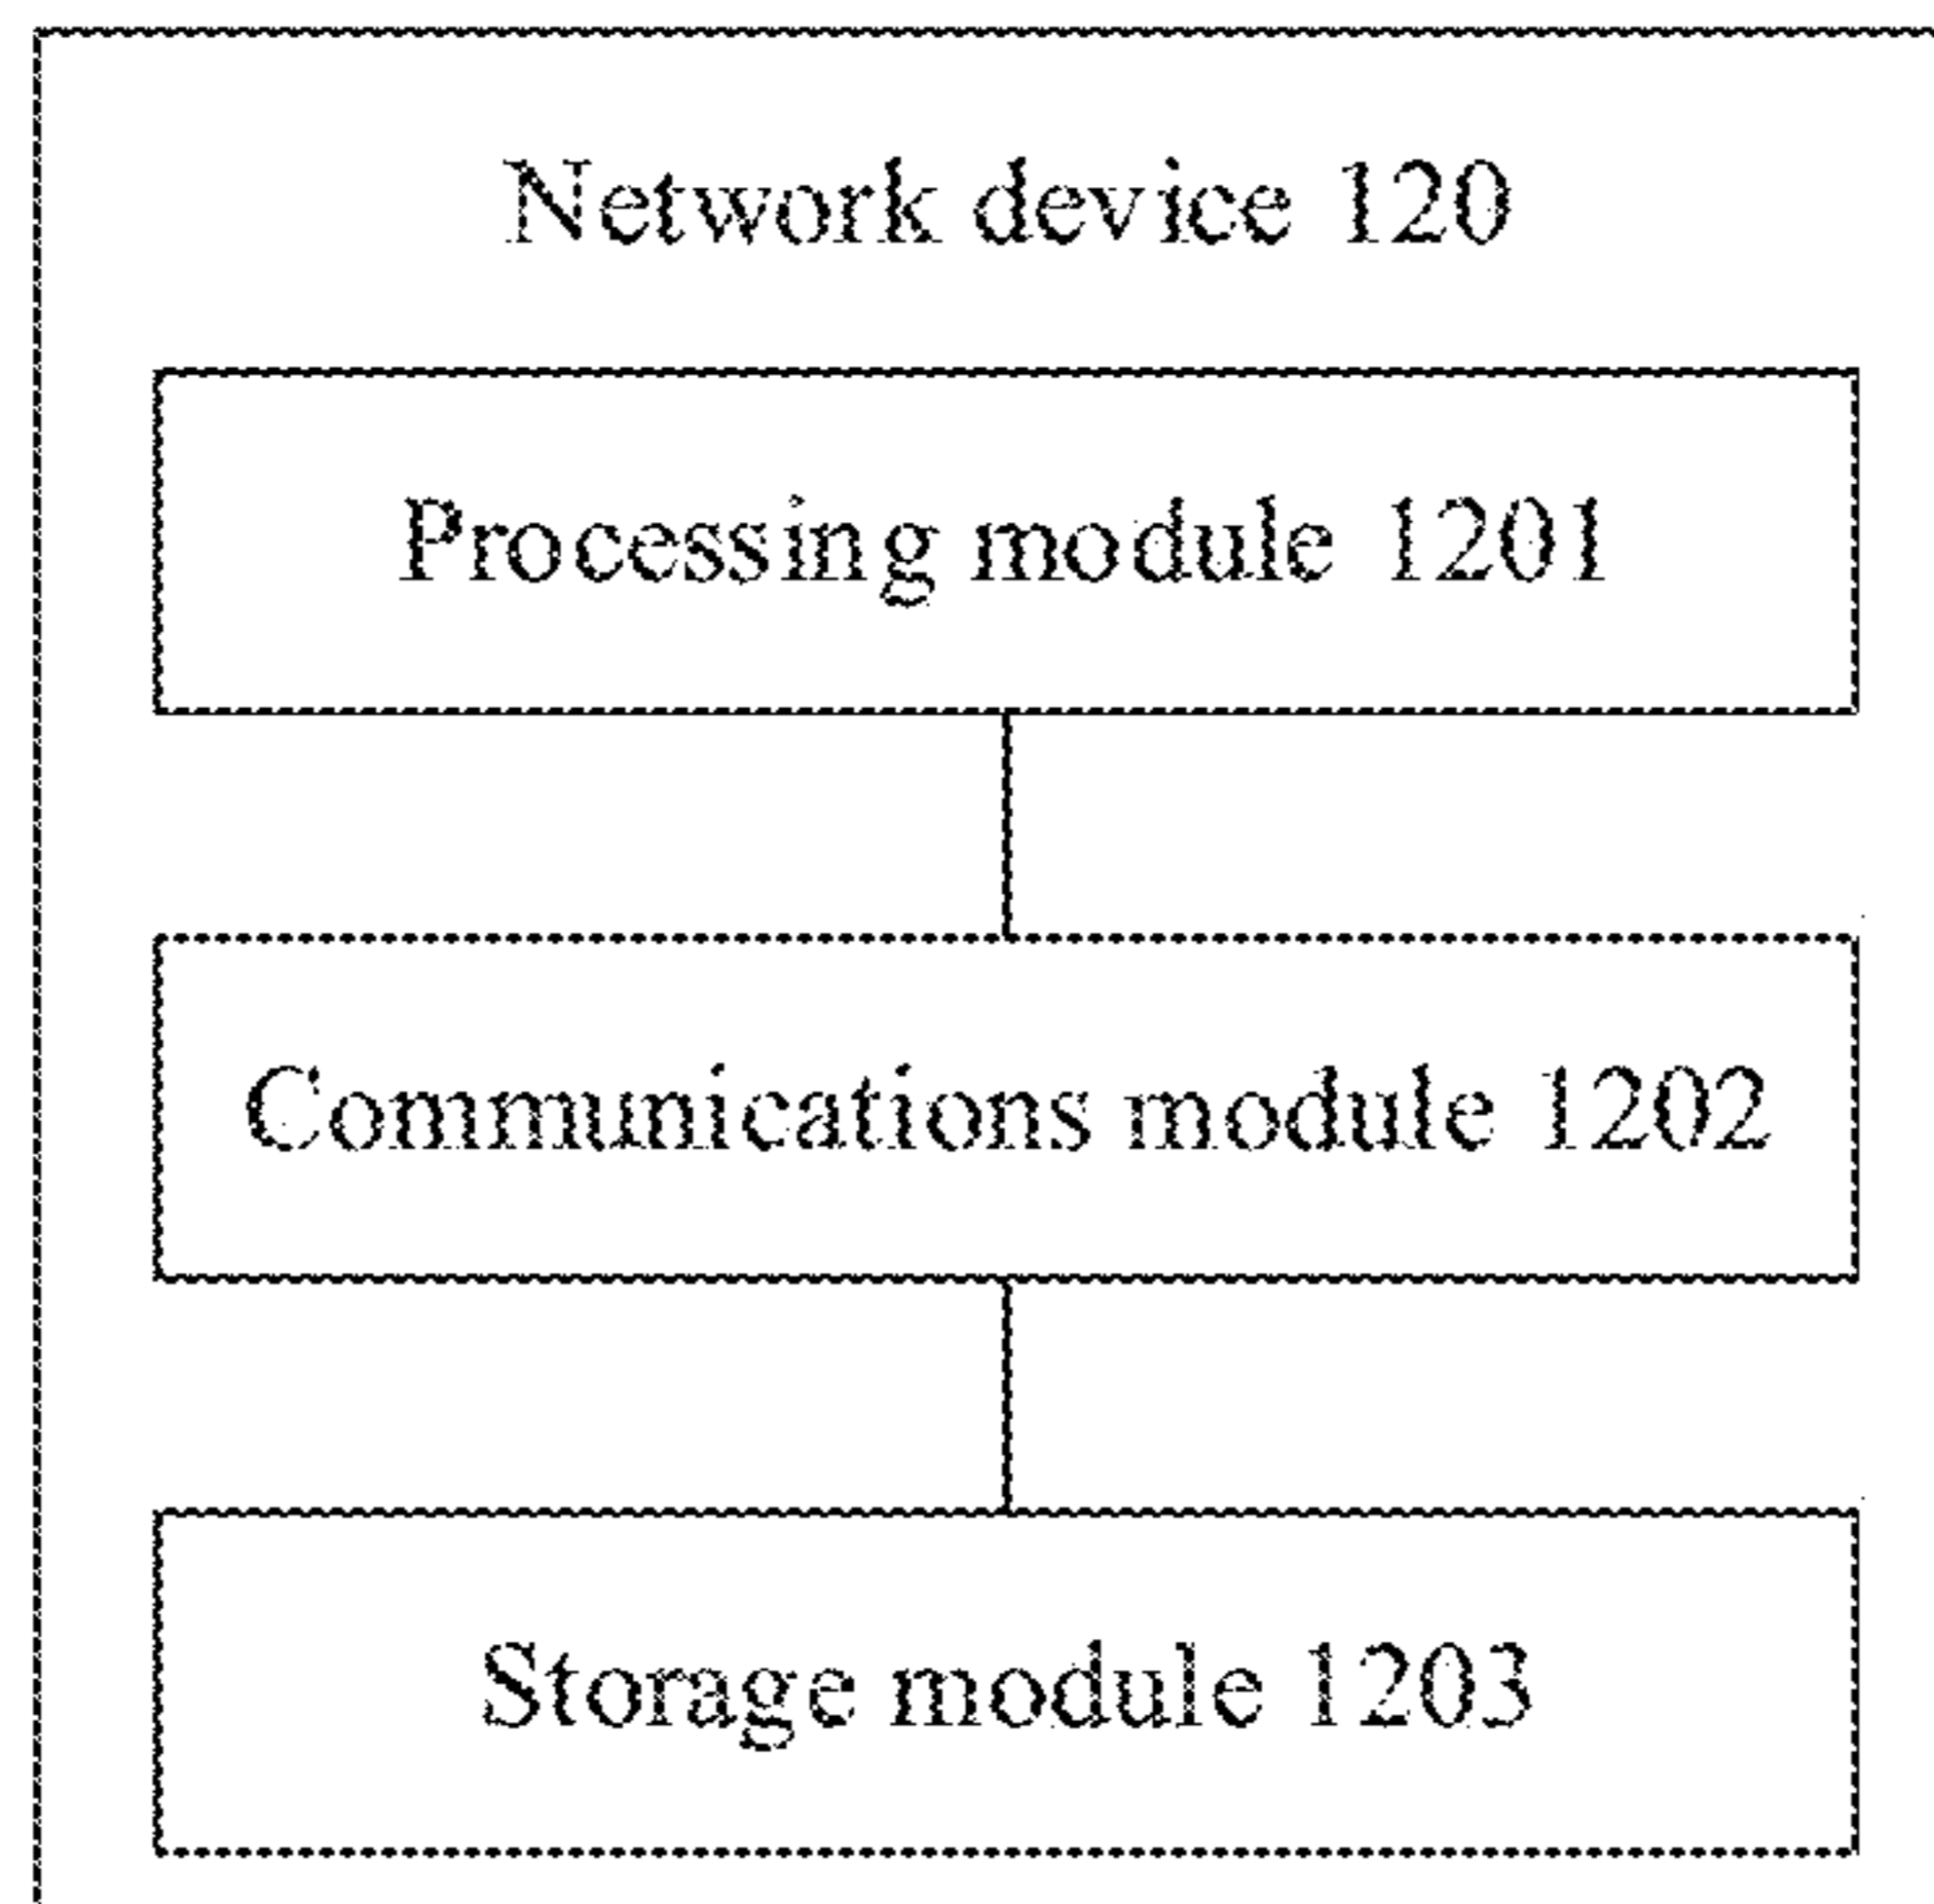 Network device 120
Processing module 1201
Communications module 1202
Storage module 1203